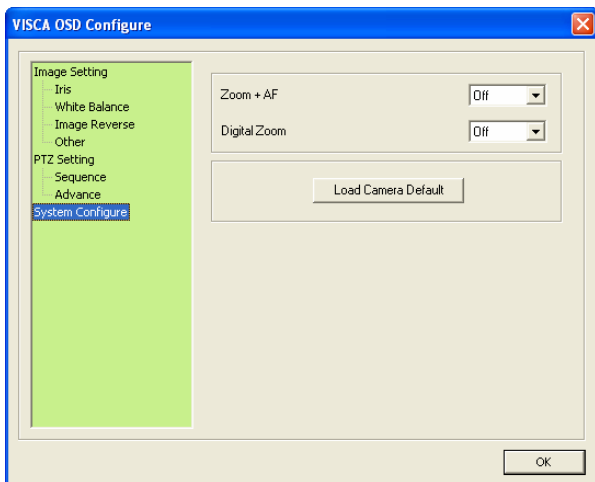 VISCA OSD Configure
Image Setting
Iris
White Balance
Image Reverse
Other
PTZ Setting
Sequence
Advance
System Configure
Zoom + AF
Off
Digital Zoom
Off
Load Camera Default
OK